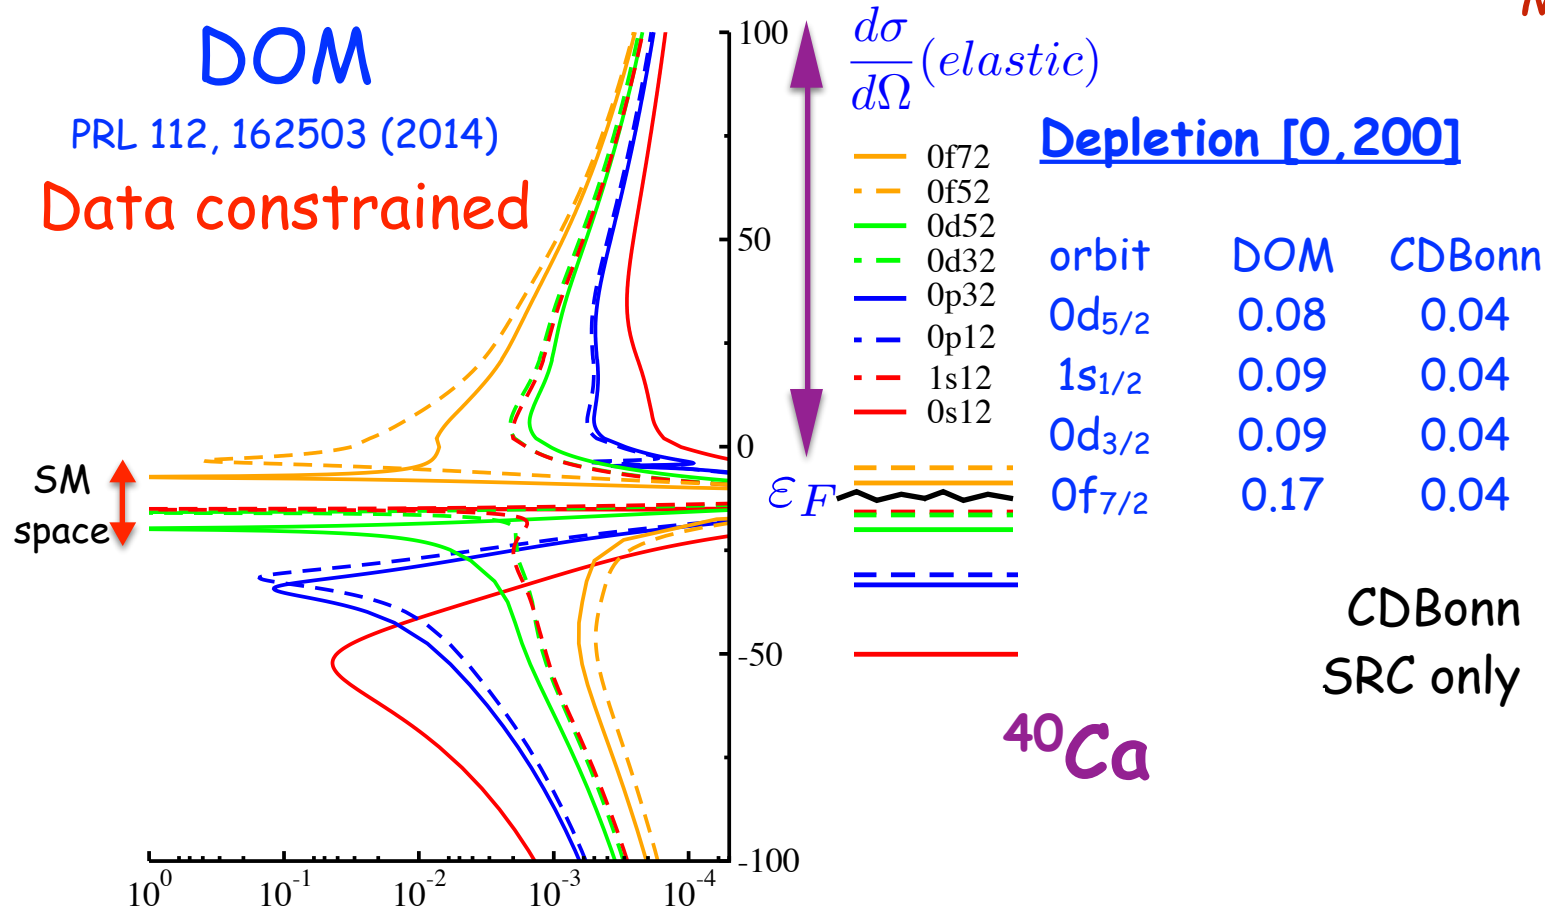 DOM
PRL 112, 162503 (2014)
Data constrained
SM
space
100
50
0
-50
-100
10^0 10^-1 10^-2 10^-3 10^-4
dσ/dΩ (elastic)
0f72
0f52
0d52
0d32
0p32
0p12
1s12
0s12
ε_F
Depletion [0,200]
orbit DOM CDBonn
0d5/2 0.08 0.04
1s1/2 0.09 0.04
0d3/2 0.09 0.04
0f7/2 0.17 0.04
CDBonn
SRC only
⁴⁰Ca